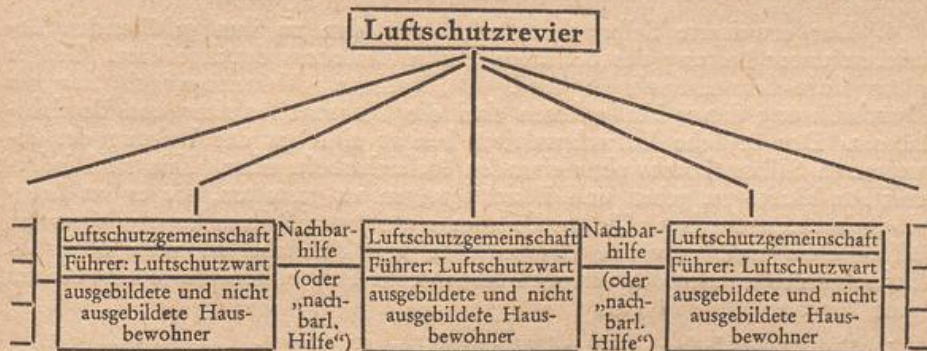 Luftschutzrevier
Luftschutzgemeinschaft
Führer: Luftschutzwart
ausgebildete und nicht
ausgebildete Haus-
bewohner
Nachbar-
hilfe
(oder
„nach-
barl.
Hilfe“)
Luftschutzgemeinschaft
Führer: Luftschutzwart
ausgebildete und nicht
ausgebildete Haus-
bewohner
Nachbar-
hilfe
(oder
„nach-
barl.
Hilfe“)
Luftschutzgemeinschaft
Führer: Luftschutzwart
ausgebildete und nicht
ausgebildete Haus-
bewohner